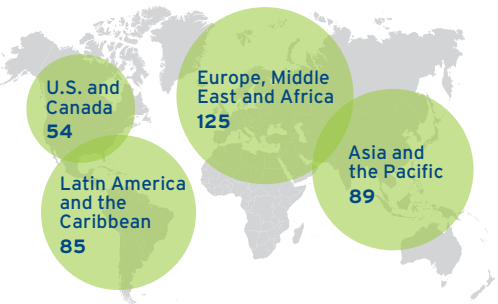 U.S. and
Canada
54
Europe, Middle
East and Africa
125
Latin America
and the
Caribbean
85
Asia and
the Pacific
89